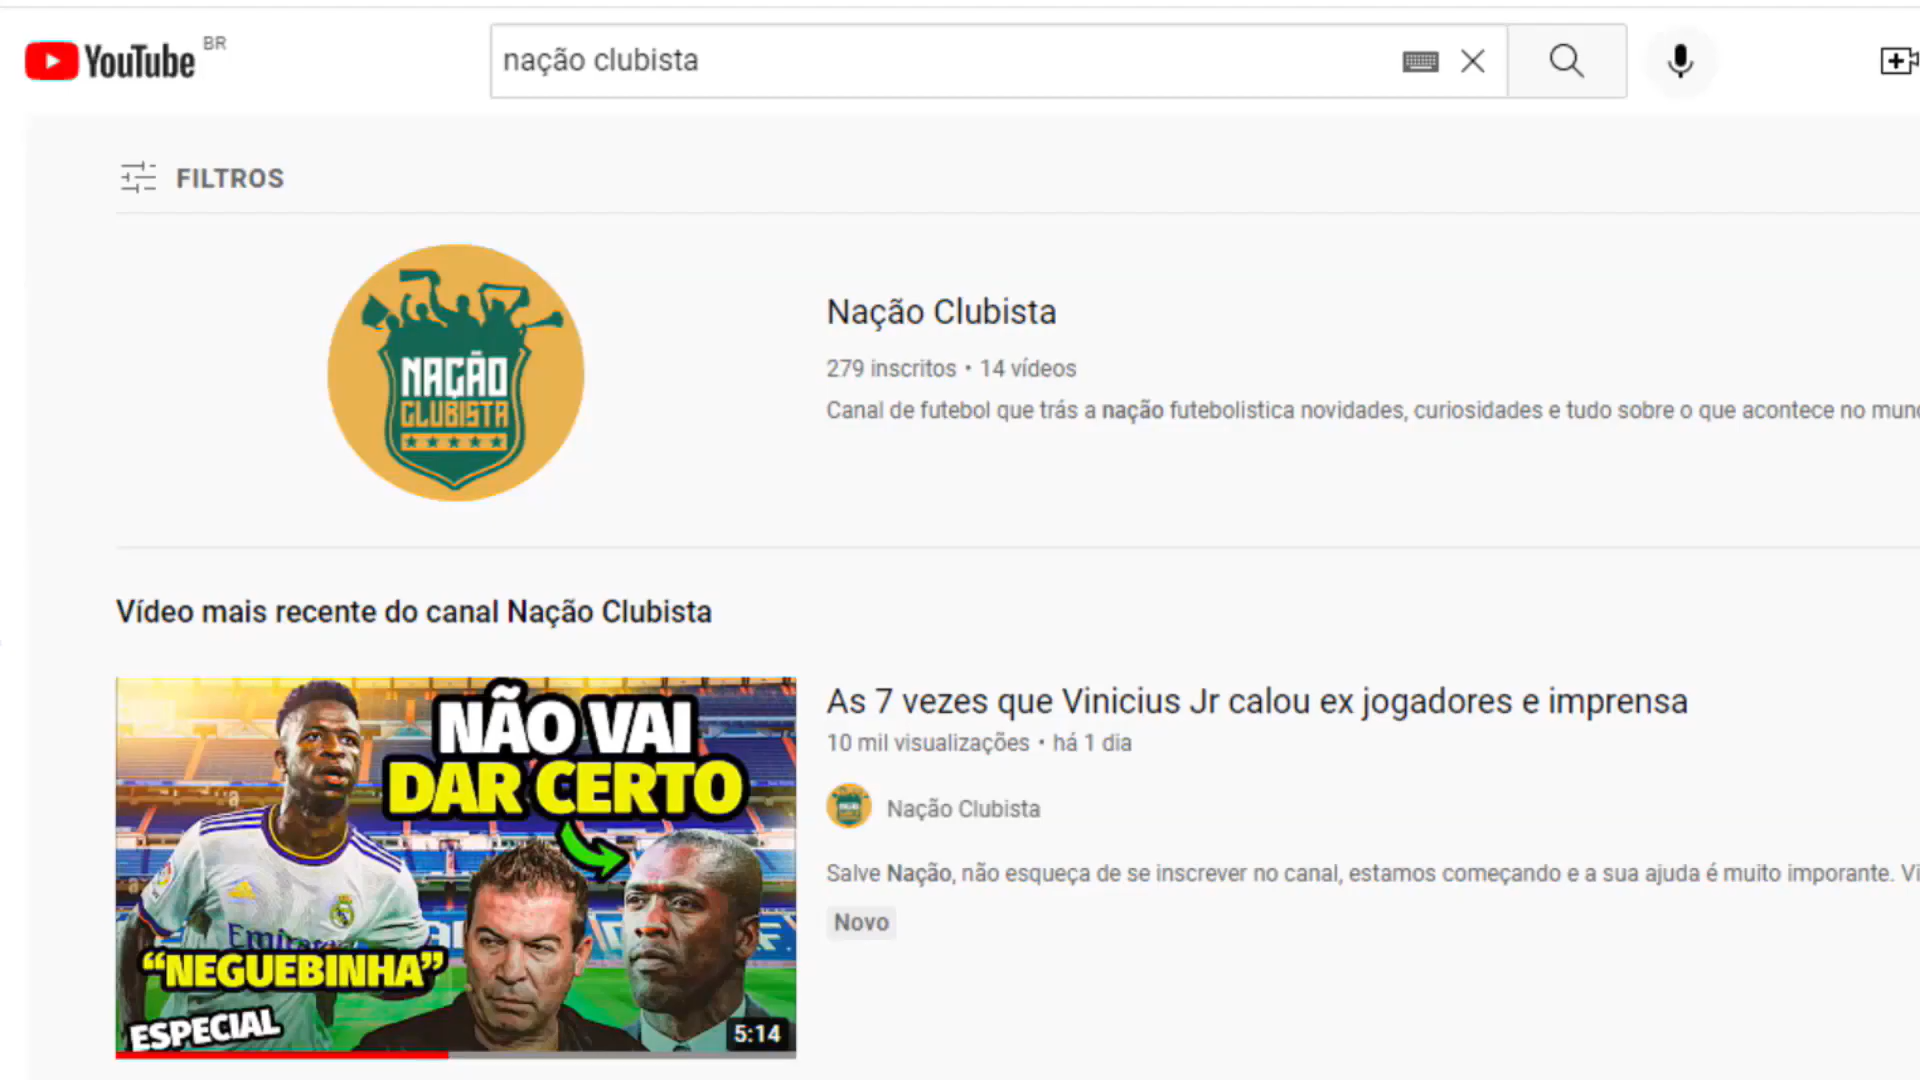 YouTube BR
nação clubista
FILTROS
NAÇÃO
CLUBISTA
Nação Clubista
279 inscritos • 14 vídeos
Canal de futebol que trás a nação futebolistica novidades, curiosidades e tudo sobre o que acontece no mun
Vídeo mais recente do canal Nação Clubista
NÃO VAI
DAR CERTO
"NEGUEBINHA"
ESPECIAL
5:14
As 7 vezes que Vinicius Jr calou ex jogadores e imprensa
10 mil visualizações • há 1 dia
Nação Clubista
Salve Nação, não esqueça de se inscrever no canal, estamos começando e a sua ajuda é muito imporante. Vi
Novo